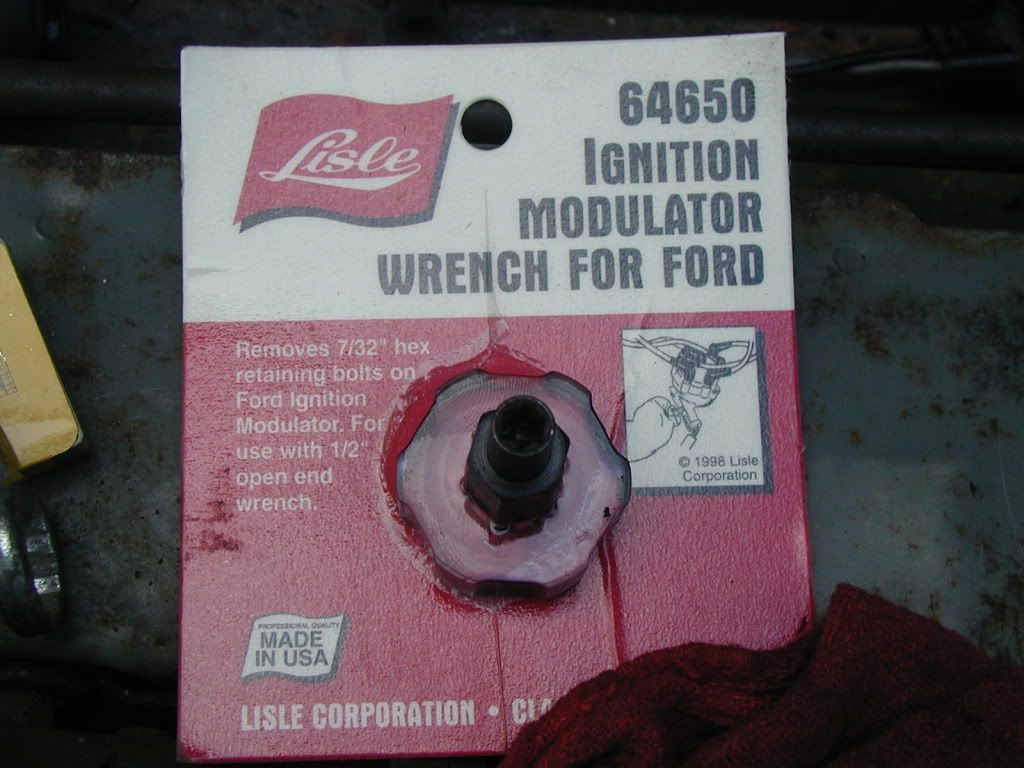 Lisle
64650
IGNITION
MODULATOR
WRENCH FOR FORD
Removes 7/32" hex
retaining bolts on
Ford Ignition
Modulator. For
use with 1/2"
open end
wrench.
© 1998 Lisle
Corporation
PROFESSIONAL QUALITY
MADE
IN USA
LISLE CORPORATION •